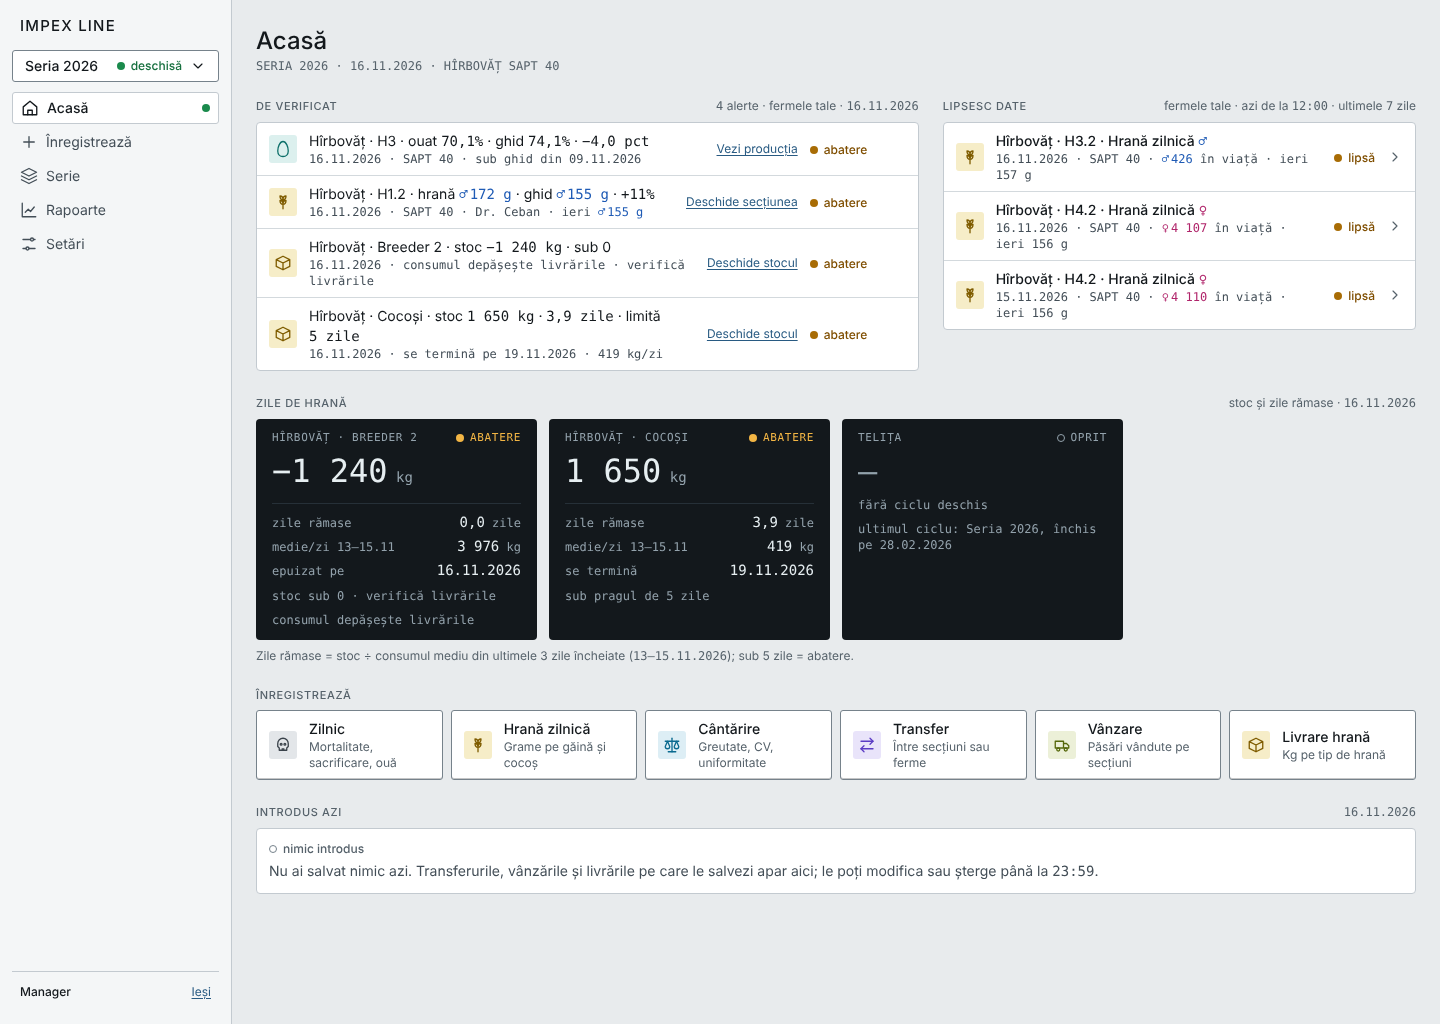 IMPEX LINE
Seria 2026 deschisă
Acasă
Înregistrează
Serie
Rapoarte
Setări
Manager Ieși
Acasă
SERIA 2026 · 16.11.2026 · HÎRBOVĂȚ SAPT 40
DE VERIFICAT 4 alerte · fermele tale · 16.11.2026
Hîrbovăț · H3 · ouat 70,1% · ghid 74,1% · −4,0 pct
16.11.2026 · SAPT 40 · sub ghid din 09.11.2026
Vezi producția abatere
Hîrbovăț · H1.2 · hrană ♂172 g · ghid ♂155 g · +11%
16.11.2026 · SAPT 40 · Dr. Ceban · ieri ♂155 g
Deschide secțiunea abatere
Hîrbovăț · Breeder 2 · stoc −1 240 kg · sub 0
16.11.2026 · consumul depășește livrările · verifică
livrările
Deschide stocul abatere
Hîrbovăț · Cocoși · stoc 1 650 kg · 3,9 zile · limită
5 zile
16.11.2026 · se termină pe 19.11.2026 · 419 kg/zi
Deschide stocul abatere
LIPSESC DATE fermele tale · azi de la 12:00 · ultimele 7 zile
Hîrbovăț · H3.2 · Hrană zilnică ♂
16.11.2026 · SAPT 40 · ♂426 în viață · ieri
157 g
lipsă
Hîrbovăț · H4.2 · Hrană zilnică ♀
16.11.2026 · SAPT 40 · ♀4 107 în viață ·
ieri 156 g
lipsă
Hîrbovăț · H4.2 · Hrană zilnică ♀
15.11.2026 · SAPT 40 · ♀4 110 în viață ·
ieri 156 g
lipsă
ZILE DE HRANĂ stoc și zile rămase · 16.11.2026
HÎRBOVĂȚ · BREEDER 2 ABATERE
−1 240 kg
zile rămase 0,0 zile
medie/zi 13–15.11 3 976 kg
epuizat pe 16.11.2026
stoc sub 0 · verifică livrările
consumul depășește livrările
HÎRBOVĂȚ · COCOȘI ABATERE
1 650 kg
zile rămase 3,9 zile
medie/zi 13–15.11 419 kg
se termină 19.11.2026
sub pragul de 5 zile
TELIȚA OPRIT
—
fără ciclu deschis
ultimul ciclu: Seria 2026, închis
pe 28.02.2026
Zile rămase = stoc ÷ consumul mediu din ultimele 3 zile încheiate (13–15.11.2026); sub 5 zile = abatere.
ÎNREGISTREAZĂ
Zilnic
Mortalitate,
sacrificare, ouă
Hrană zilnică
Grame pe găină și
cocoș
Cântărire
Greutate, CV,
uniformitate
Transfer
Între secțiuni sau
ferme
Vânzare
Păsări vândute pe
secțiuni
Livrare hrană
Kg pe tip de hrană
INTRODUS AZI 16.11.2026
nimic introdus
Nu ai salvat nimic azi. Transferurile, vânzările și livrările pe care le salvezi apar aici; le poți modifica sau șterge până la 23:59.